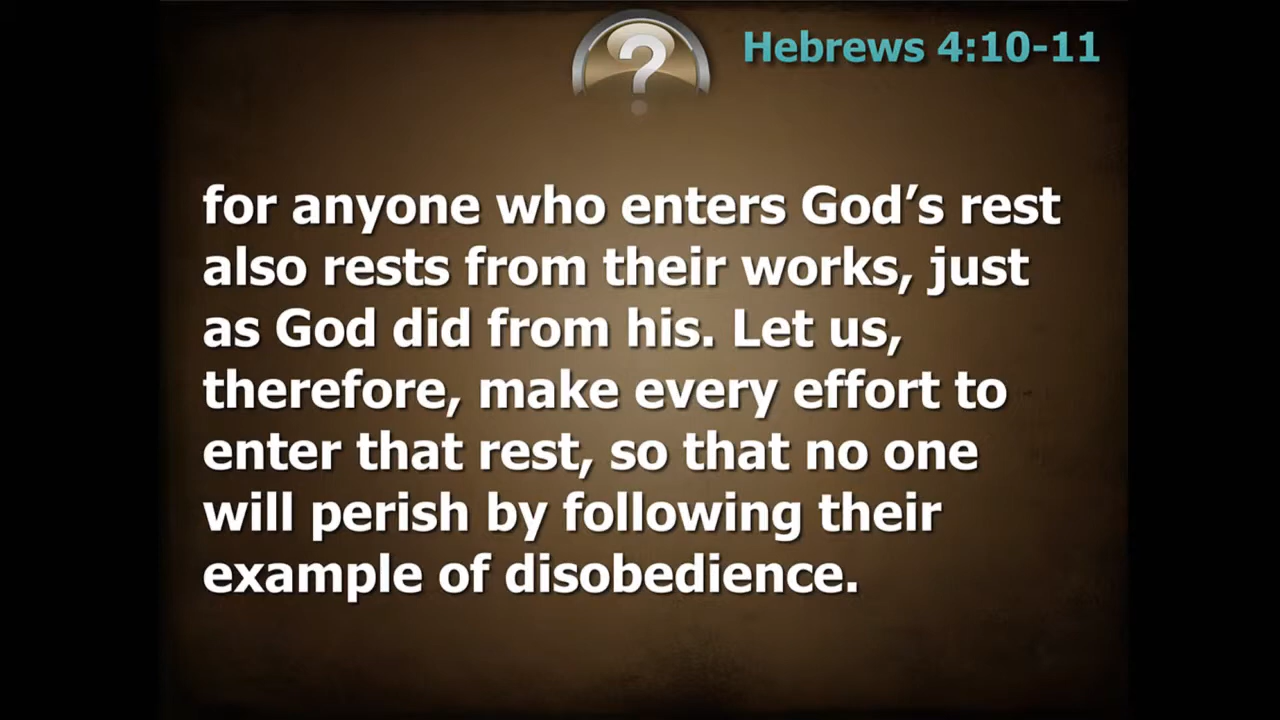 Hebrews 4:10-11
for anyone who enters God’s rest
also rests from their works, just
as God did from his. Let us,
therefore, make every effort to
enter that rest, so that no one
will perish by following their
example of disobedience.